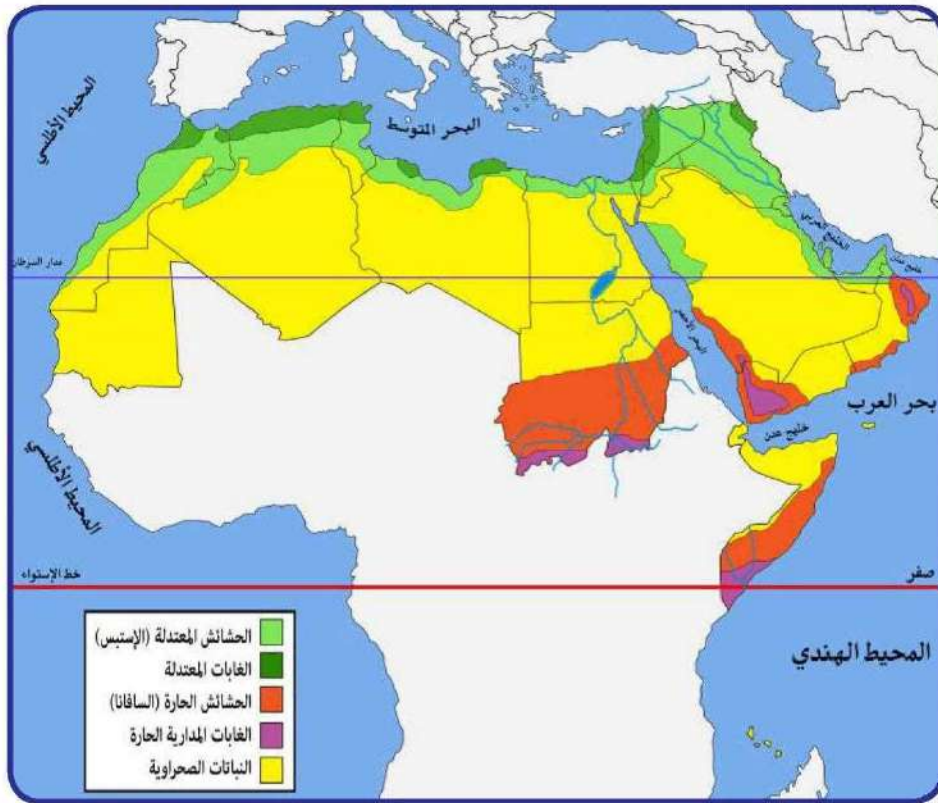 المحيط الأطلسي
البحر المتوسط
الخليج العربي
مدار السرطان
خليج عدن
البحر الأحمر
بحر العرب
خليج عدن
المحيط الأطلسي
خط الإستواء
صفر
المحيط الهندي
الحشائش المعتدلة (الإستبس)
الغابات المعتدلة
الحشائش الحارة (السافانا)
الغابات المدارية الحارة
النباتات الصحراوية